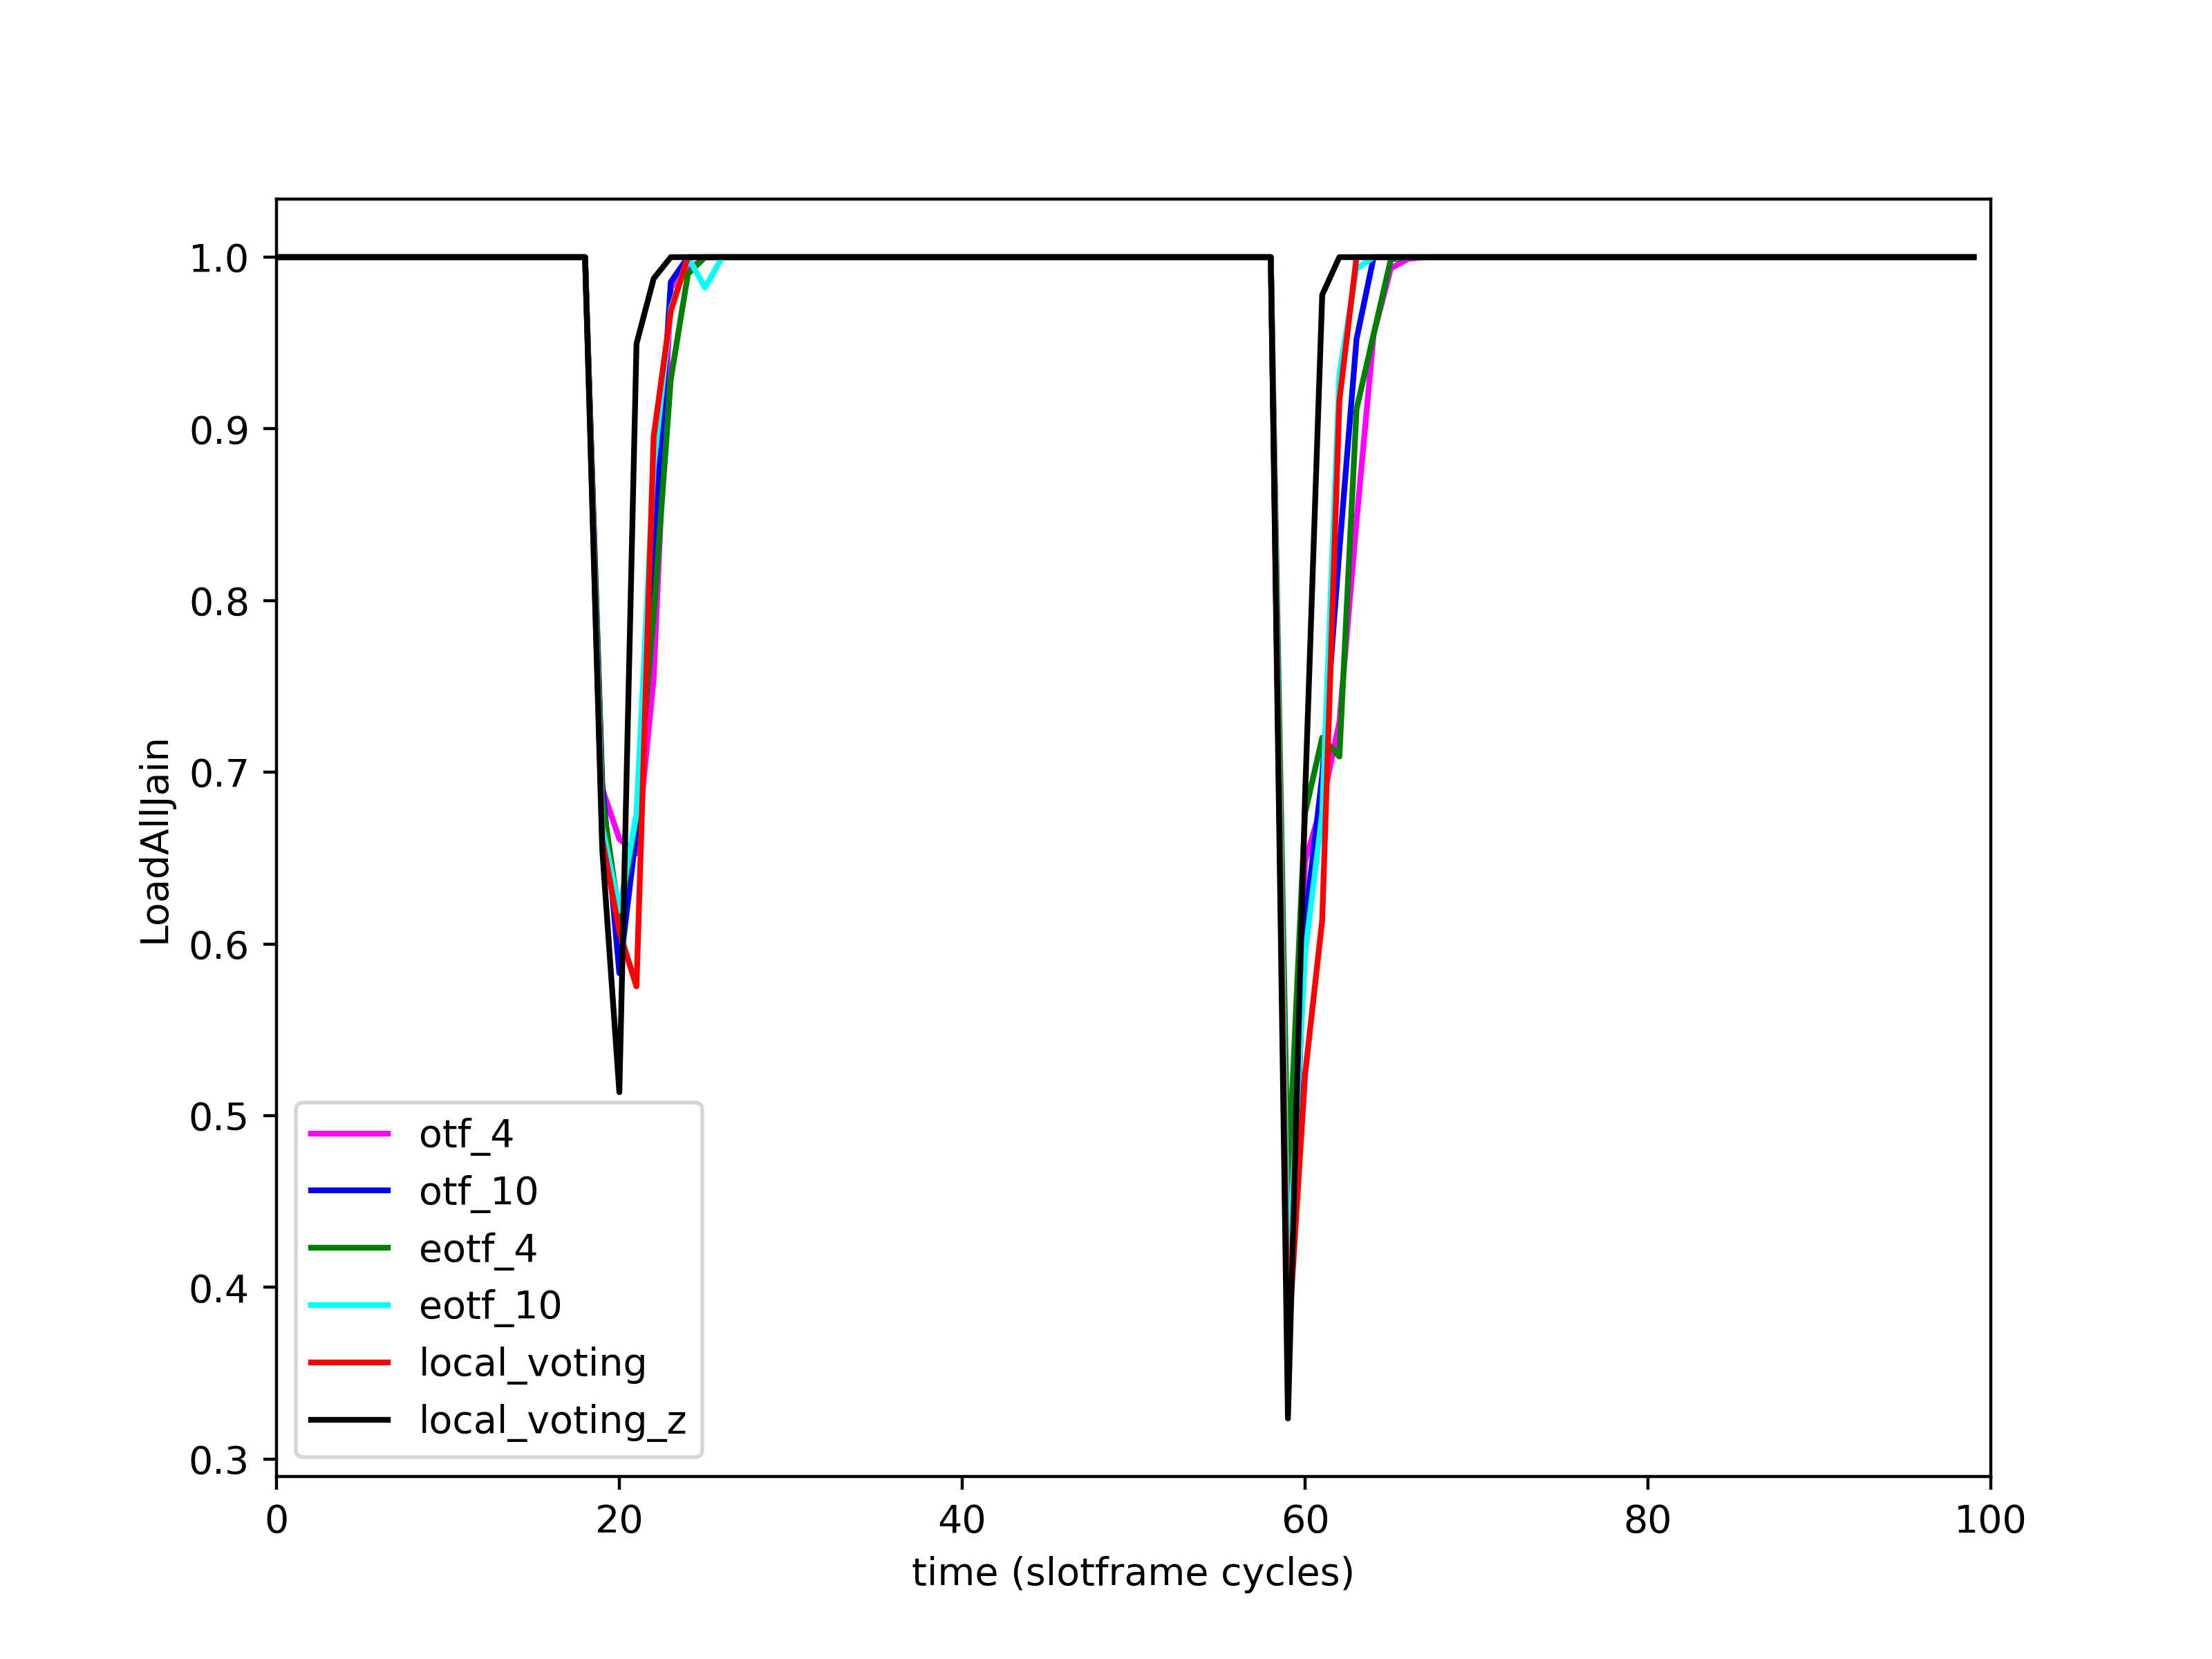 1.0
0.9
0.8
0.7
0.6
0.5
0.4
0.3
LoadAllJain
otf_4
otf_10
eotf_4
eotf_10
local_voting
local_voting_z
0 20 40 60 80 100
time (slotframe cycles)